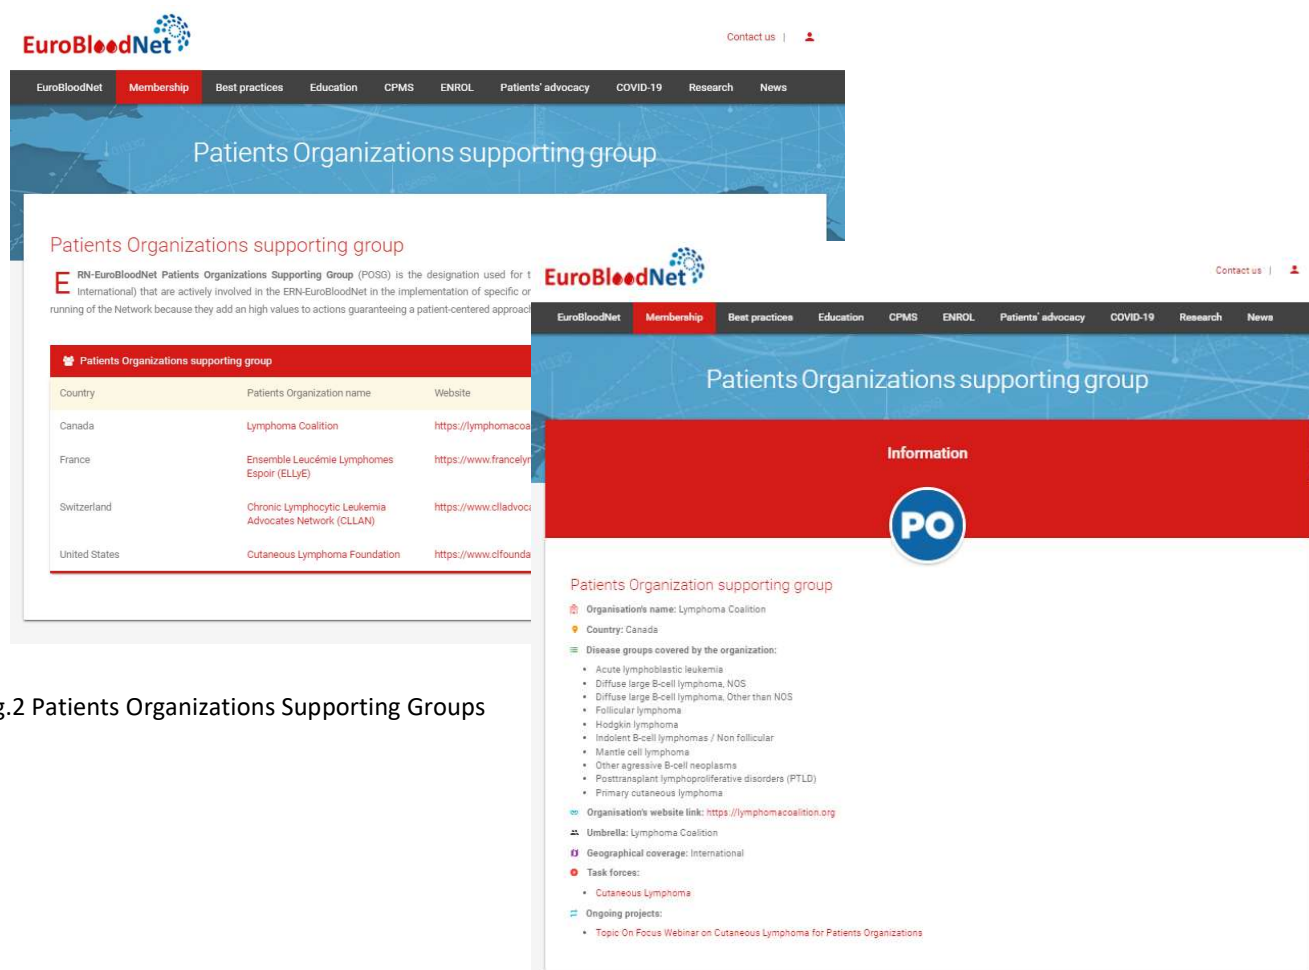 EuroBloodNet
Contact us |
EuroBloodNet Membership Best practices Education CPMS ENROL Patients' advocacy COVID-19 Research News
Patients Organizations supporting group
Patients Organizations supporting group
ERN-EuroBloodNet Patients Organizations Supporting Group (POSG) is the designation used for t
International) that are actively involved in the ERN-EuroBloodNet in the implementation of specific or
running of the Network because they add an high values to actions guaranteeing a patient-centered approac
Patients Organizations supporting group
Country Patients Organization name Website
Canada Lymphoma Coalition https://lymphomacoa
France Ensemble Leucémie Lymphomes https://www.francelyr
Espoir (ELLyE)
Switzerland Chronic Lymphocytic Leukemia https://www.clladvoca
Advocates Network (CLLAN)
United States Cutaneous Lymphoma Foundation https://www.clfounda
g.2 Patients Organizations Supporting Groups
EuroBloodNet
Contact us |
EuroBloodNet Membership Best practices Education CPMS ENROL Patients' advocacy COVID-19 Research News
Patients Organizations supporting group
Information
PO
Patients Organization supporting group
Organisation's name: Lymphoma Coalition
Country: Canada
Disease groups covered by the organization:
• Acute lymphoblastic leukemia
• Diffuse large B-cell lymphoma, NOS
• Diffuse large B-cell lymphoma, Other than NOS
• Follicular lymphoma
• Hodgkin lymphoma
• Indolent B-cell lymphomas / Non follicular
• Mantle cell lymphoma
• Other agressive B-cell neoplasms
• Posttransplant lymphoproliferative disorders (PTLD)
• Primary cutaneous lymphoma
Organisation's website link: https://lymphomacoalition.org
Umbrella: Lymphoma Coalition
Geographical coverage: International
Task forces:
• Cutaneous Lymphoma
Ongoing projects:
• Topic On Focus Webinar on Cutaneous Lymphoma for Patients Organizations